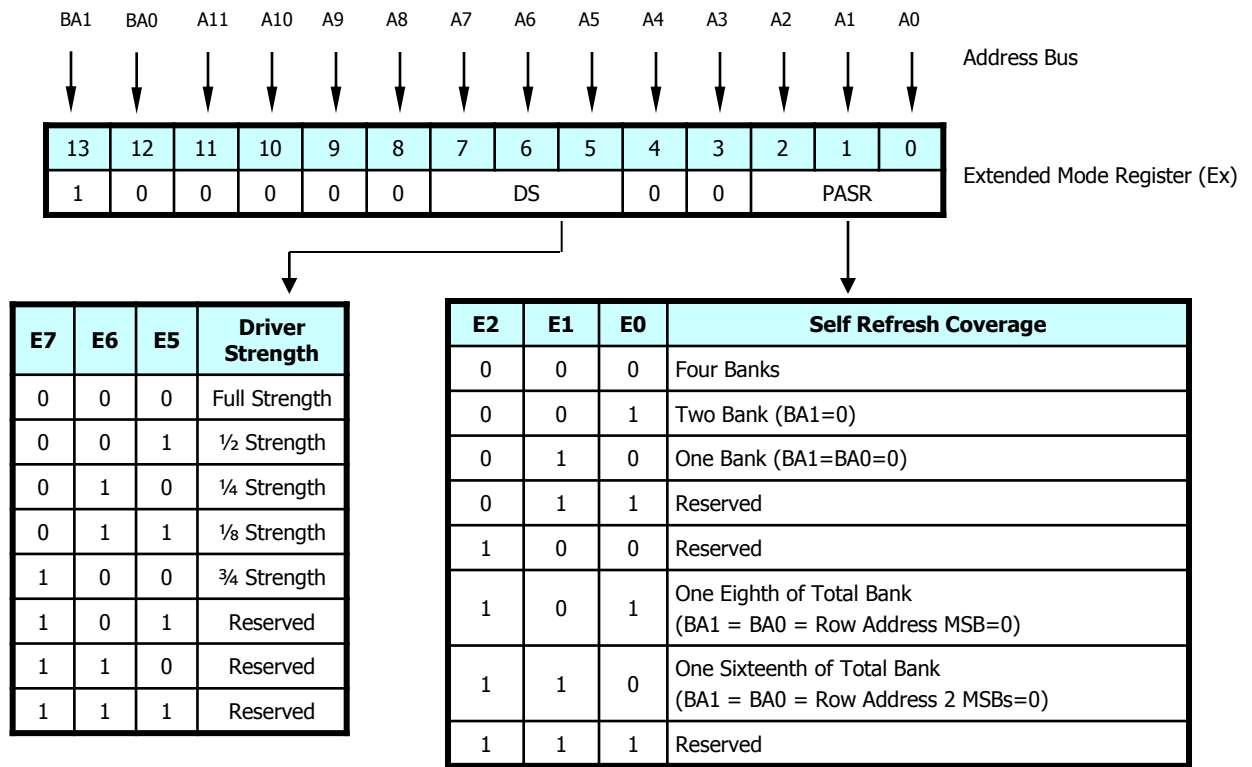 BA1 BA0 A11 A10 A9 A8 A7 A6 A5 A4 A3 A2 A1 A0
Address Bus
13 12 11 10 9 8 7 6 5 4 3 2 1 0
1 0 0 0 0 0 DS 0 0 PASR
Extended Mode Register (Ex)
E7 E6 E5 Driver Strength
0 0 0 Full Strength
0 0 1 ½ Strength
0 1 0 ¼ Strength
0 1 1 ⅛ Strength
1 0 0 ¾ Strength
1 0 1 Reserved
1 1 0 Reserved
1 1 1 Reserved
E2 E1 E0 Self Refresh Coverage
0 0 0 Four Banks
0 0 1 Two Bank (BA1=0)
0 1 0 One Bank (BA1=BA0=0)
0 1 1 Reserved
1 0 0 Reserved
1 0 1 One Eighth of Total Bank
(BA1 = BA0 = Row Address MSB=0)
1 1 0 One Sixteenth of Total Bank
(BA1 = BA0 = Row Address 2 MSBs=0)
1 1 1 Reserved